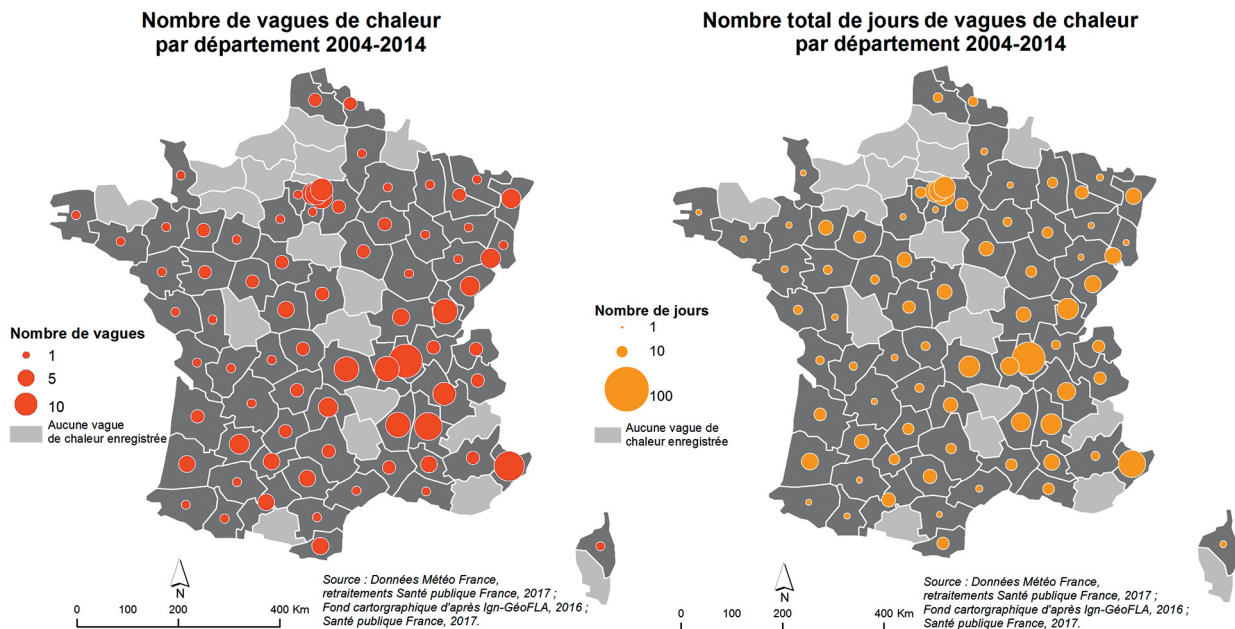 Nombre de vagues de chaleur
par département 2004-2014
Nombre de vagues
1
5
10
Aucune vague
de chaleur enregistrée
N
0 100 200 400 Km
Source : Données Météo France,
retraitements Santé publique France, 2017 ;
Fond cartorgraphique d'après Ign-GéoFLA, 2016 ;
Santé publique France, 2017.
Nombre total de jours de vagues de chaleur
par département 2004-2014
Nombre de jours
1
10
100
Aucune vague de
chaleur enregistrée
N
0 100 200 400 Km
Source : Données Météo France,
retraitements Santé publique France, 2017 ;
Fond cartorgraphique d'après Ign-GéoFLA, 2016 ;
Santé publique France, 2017.